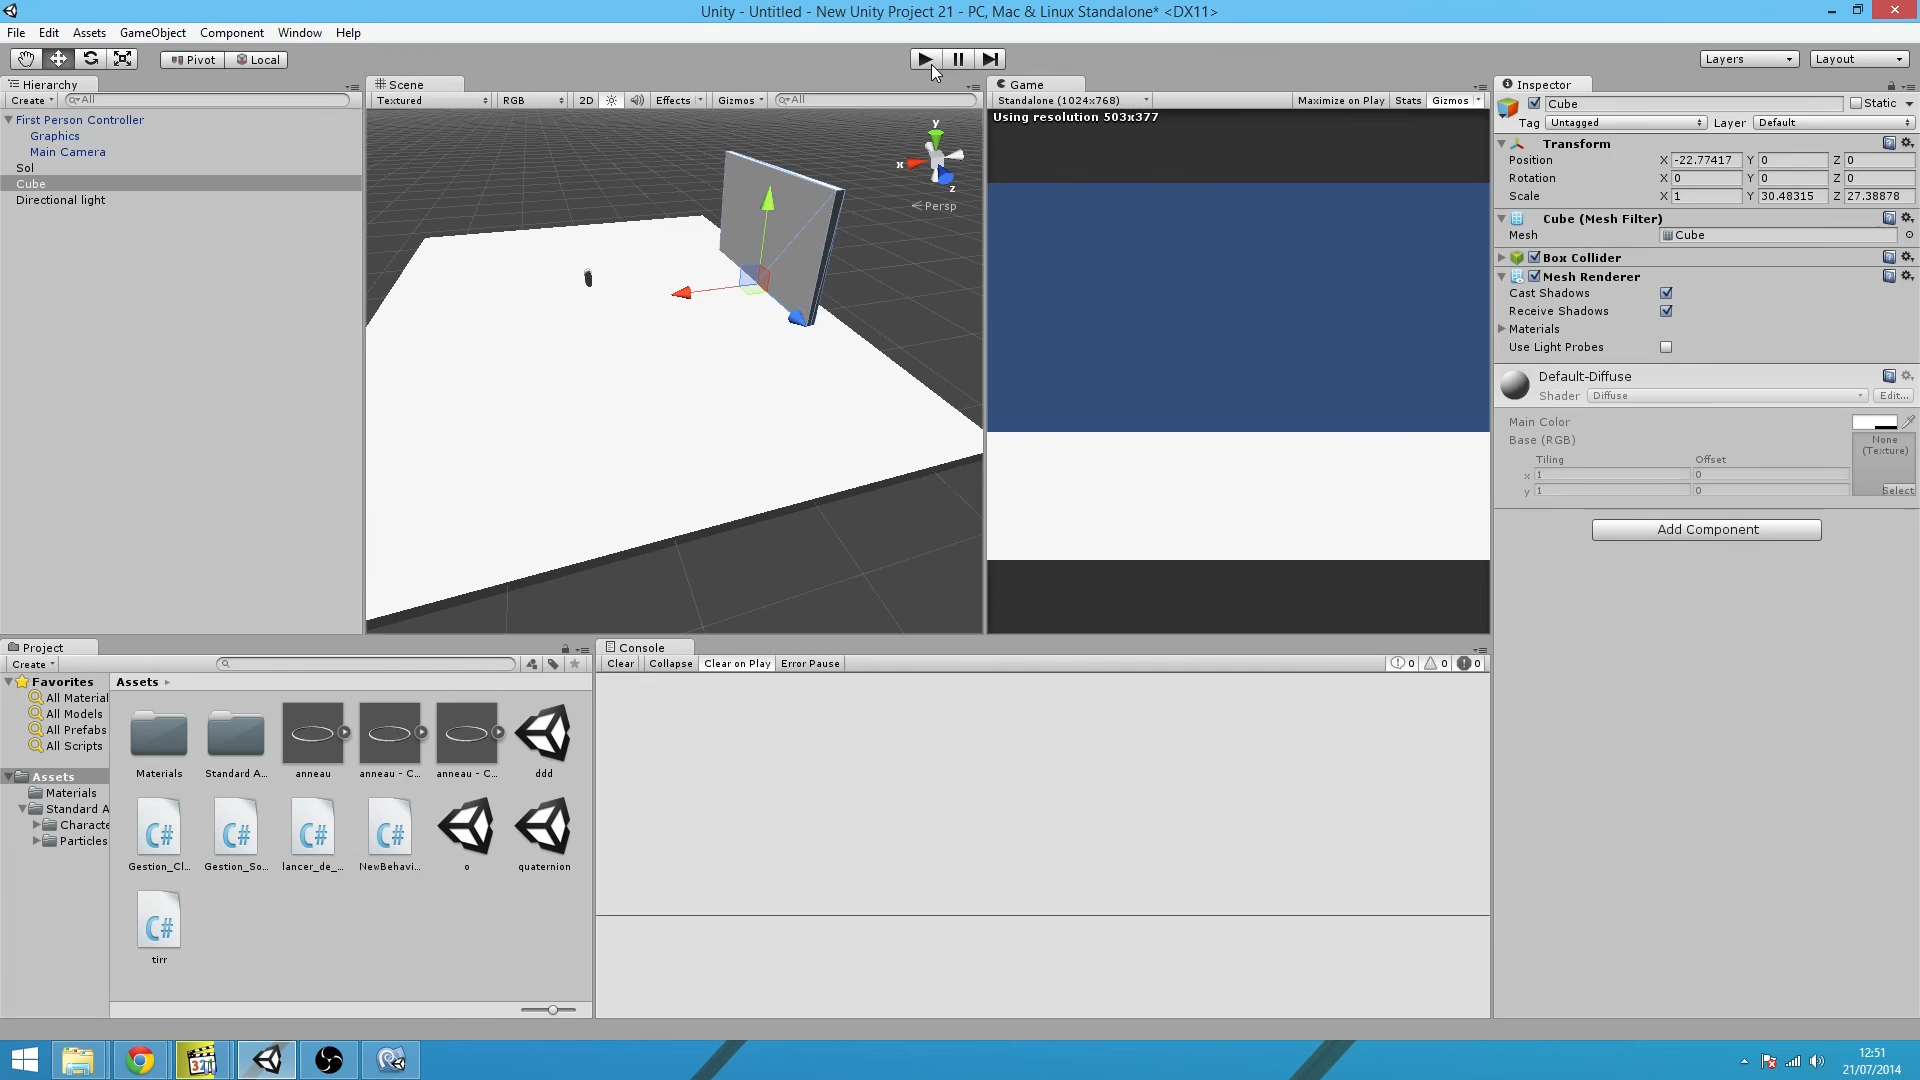 Unity - Untitled - New Unity Project 21 - PC, Mac & Linux Standalone* <DX11>
File Edit Assets GameObject Component Window Help
Pivot Local Layers Layout
Hierarchy
Create All
First Person Controller
Graphics
Main Camera
Sol
Cube
Directional light
Scene
Textured RGB 2D Effects Gizmos All
y
x
z
Persp
Game
Standalone (1024x768) Maximize on Play Stats Gizmos
Using resolution 503x377
Inspector
Cube Static
Tag Untagged Layer Default
Transform
Position X -22.77417 Y 0 Z 0
Rotation X 0 Y 0 Z 0
Scale X 1 Y 30.48315 Z 27.38878
Cube (Mesh Filter)
Mesh Cube
Box Collider
Mesh Renderer
Cast Shadows
Receive Shadows
Materials
Use Light Probes
Default-Diffuse
Shader Diffuse Edit...
Main Color
Base (RGB) None
(Texture)
Tiling Offset
x 1 0
y 1 0
Select
Add Component
Project
Create
Favorites
All Material
All Models
All Prefabs
All Scripts
Assets
Materials
Standard A
Characte
Particles
Assets
Materials Standard A... anneau anneau - C... anneau - C... ddd
C# C# C# C#
Gestion_Cl... Gestion_So... lancer_de_... NewBehavi... o quaternion
C#
tirr
Console
Clear Collapse Clear on Play Error Pause 0 0 0
321
12:51
21/07/2014